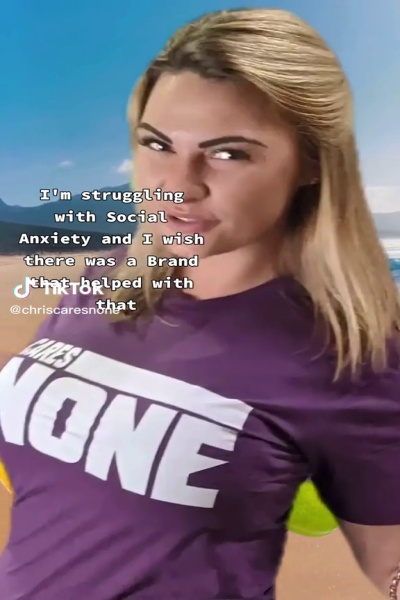 I'm struggling
with Social
Anxiety and I wish
there was a Brand
that helped with
that
TikTok
@chriscaresnone
CARES
NONE